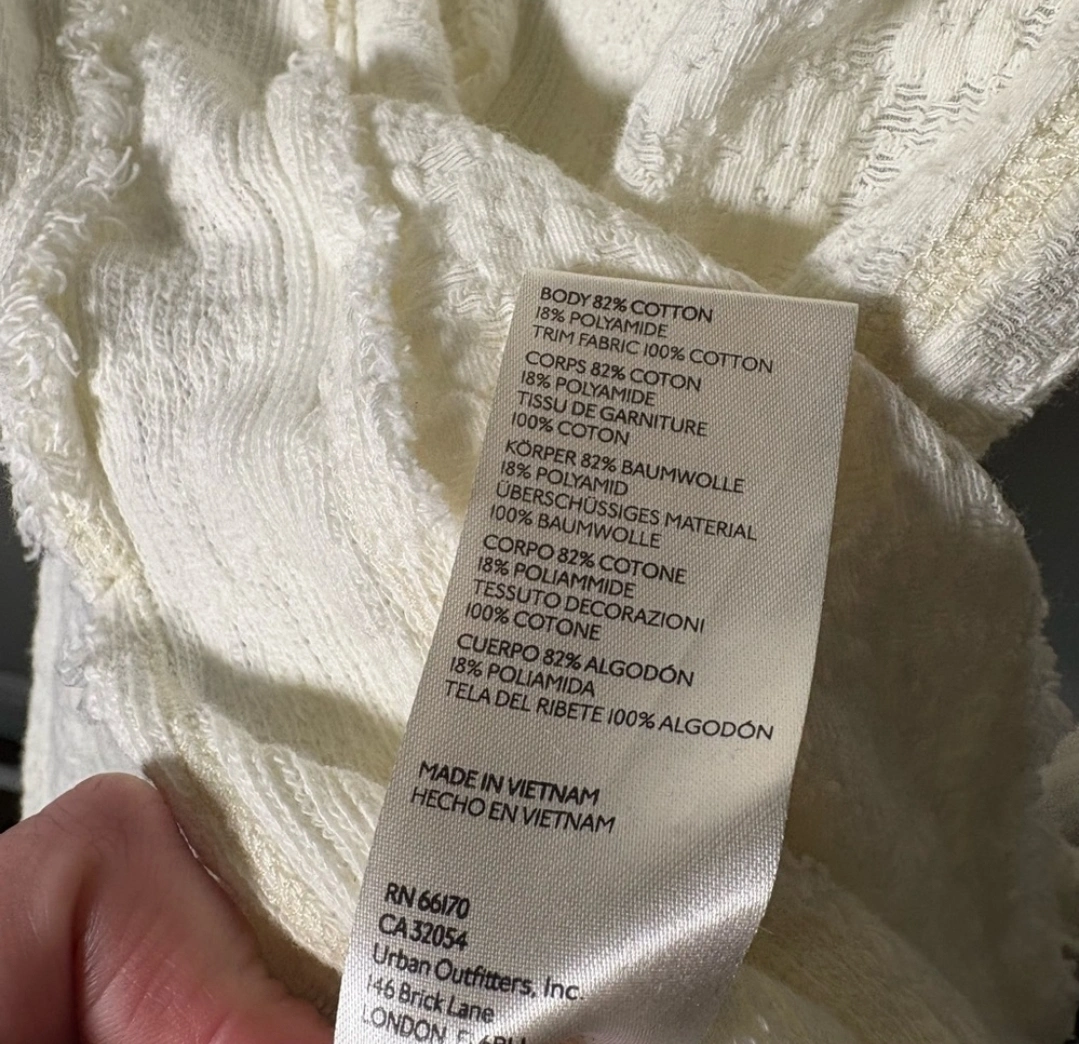 BODY 82% COTTON
18% POLYAMIDE
TRIM FABRIC 100% COTTON
CORPS 82% COTON
18% POLYAMIDE
TISSU DE GARNITURE
100% COTON
KÖRPER 82% BAUMWOLLE
18% POLYAMID
ÜBERSCHÜSSIGES MATERIAL
100% BAUMWOLLE
CORPO 82% COTONE
18% POLIAMMIDE
TESSUTO DECORAZIONI
100% COTONE
CUERPO 82% ALGODÓN
18% POLIAMIDA
TELA DEL RIBETE 100% ALGODÓN
MADE IN VIETNAM
HECHO EN VIETNAM
RN 66170
CA 32054
Urban Outfitters, Inc.
146 Brick Lane
LONDON